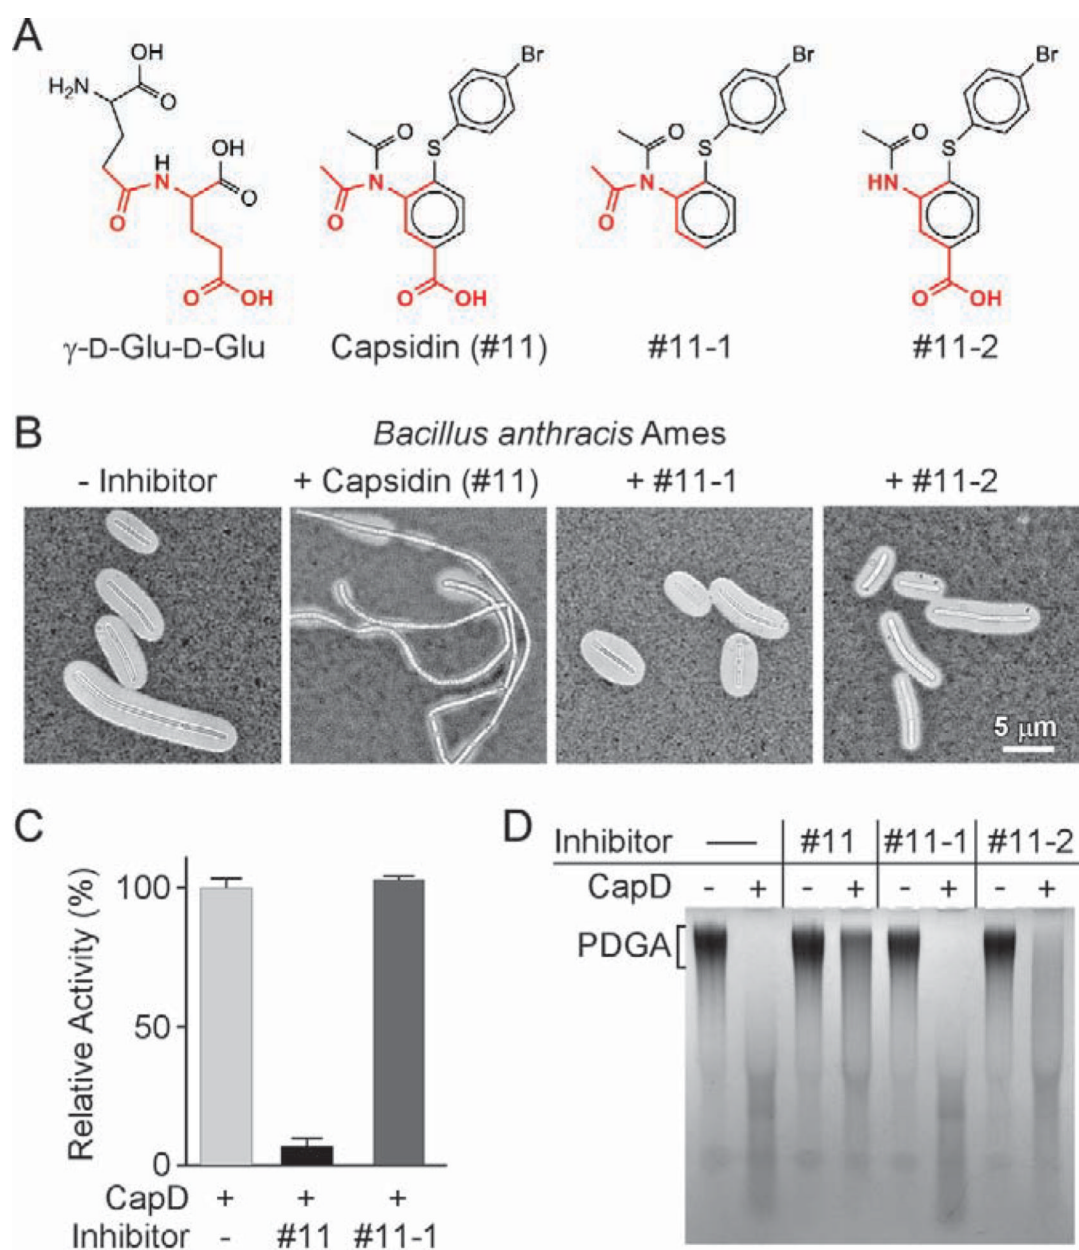 A
OH
H₂N
O
H
N
OH
O
O
O
OH
γ-D-Glu-D-Glu
Br
O
S
N
O
O
OH
Capsidin (#11)
Br
O
S
N
O
#11-1
Br
O
S
HN
O
OH
#11-2
B
Bacillus anthracis Ames
- Inhibitor
+ Capsidin (#11)
+ #11-1
+ #11-2
5 µm
C
Relative Activity (%)
100
50
0
CapD + + +
Inhibitor - #11 #11-1
D
Inhibitor — #11 #11-1 #11-2
CapD - + - + - + - +
PDGA